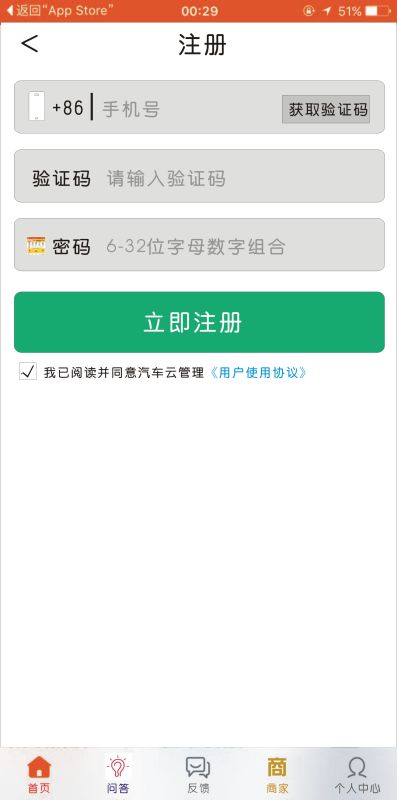 返回“App Store” 00:29 51%
注册
+86 手机号 获取验证码
验证码 请输入验证码
密码 6-32位字母数字组合
立即注册
我已阅读并同意汽车云管理《用户使用协议》
首页 问答 反馈 商家 个人中心
商